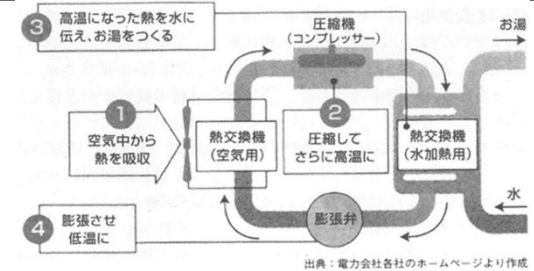 3
高温になった熱を水に
伝え、お湯をつくる
圧縮機
(コンプレッサー)
お湯
1
空気中から
熱を吸収
熱交換機
(空気用)
2
圧縮して
さらに高温に
熱交換機
(水加熱用)
水
4
膨張させ
低温に
膨張弁
出典：電力会社各社のホームページより作成